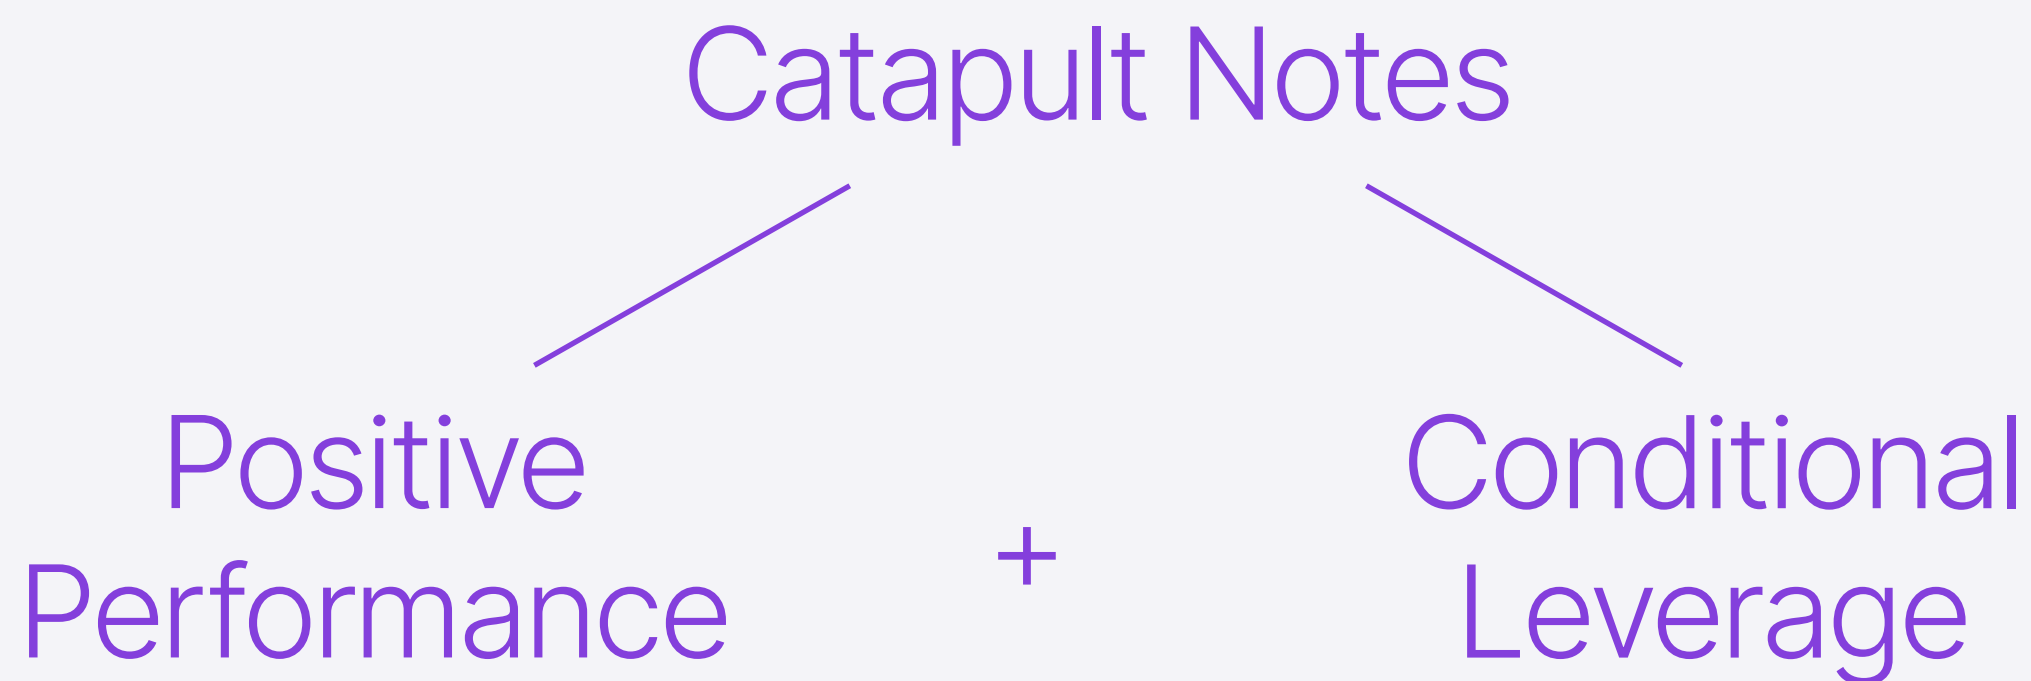 Catapult Notes
Positive
Performance
+
Conditional
Leverage